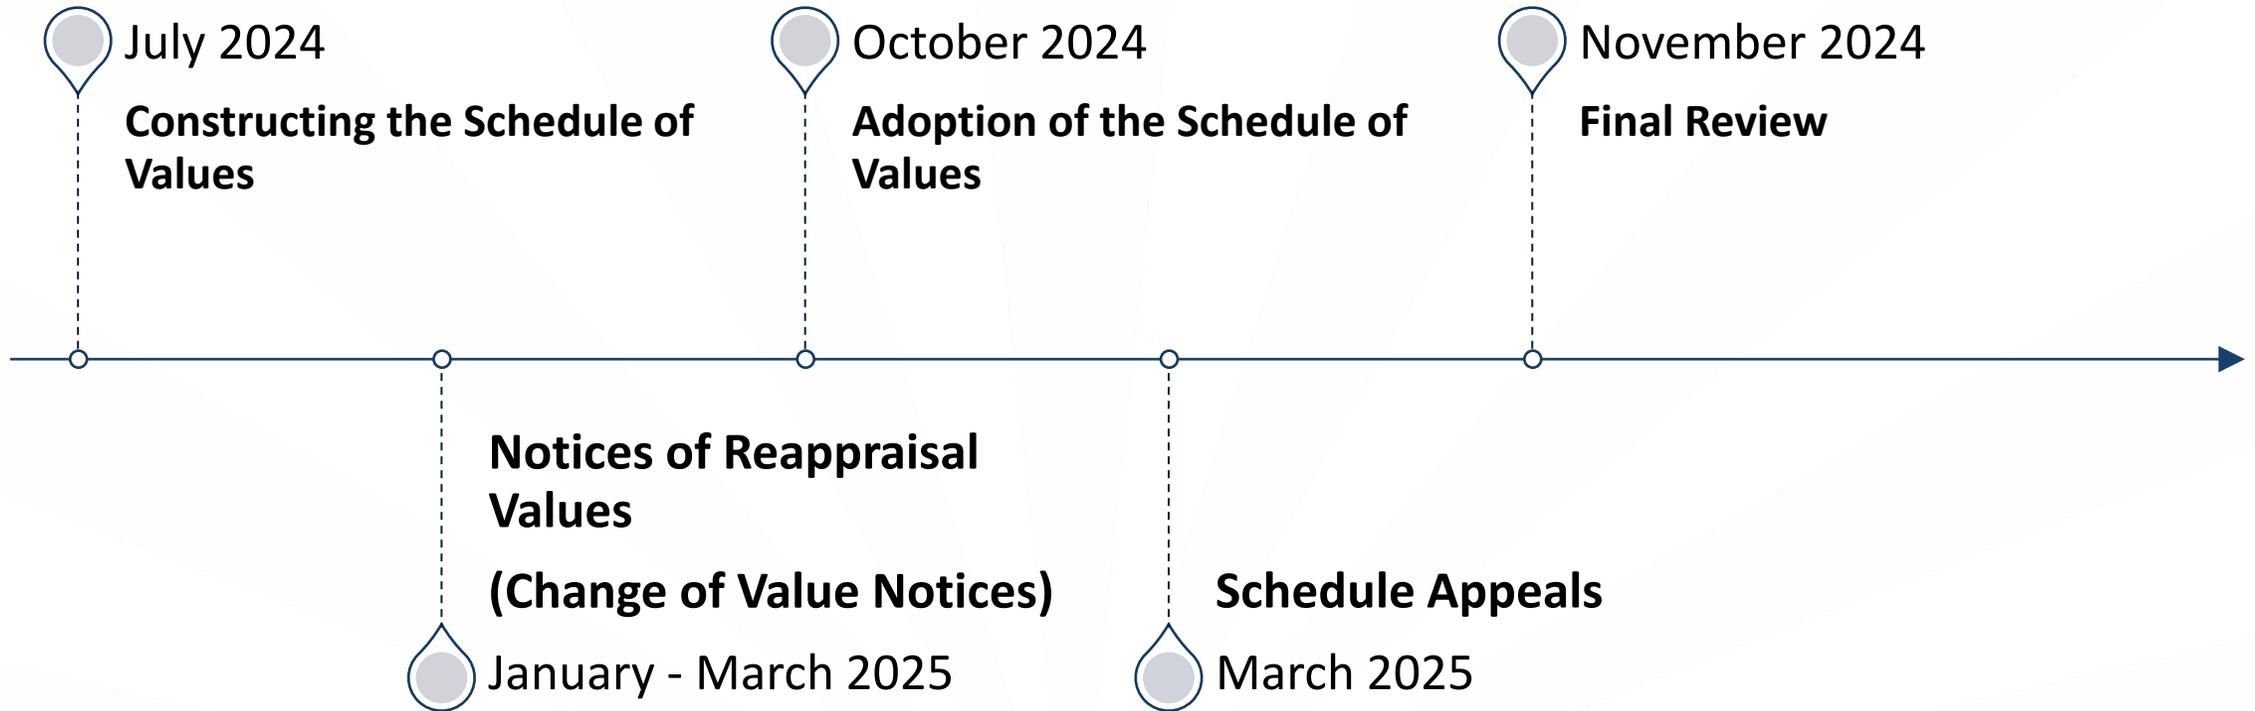 July 2024
Constructing the Schedule of
Values
October 2024
Adoption of the Schedule of
Values
November 2024
Final Review
Notices of Reappraisal
Values
(Change of Value Notices)
January - March 2025
Schedule Appeals
March 2025